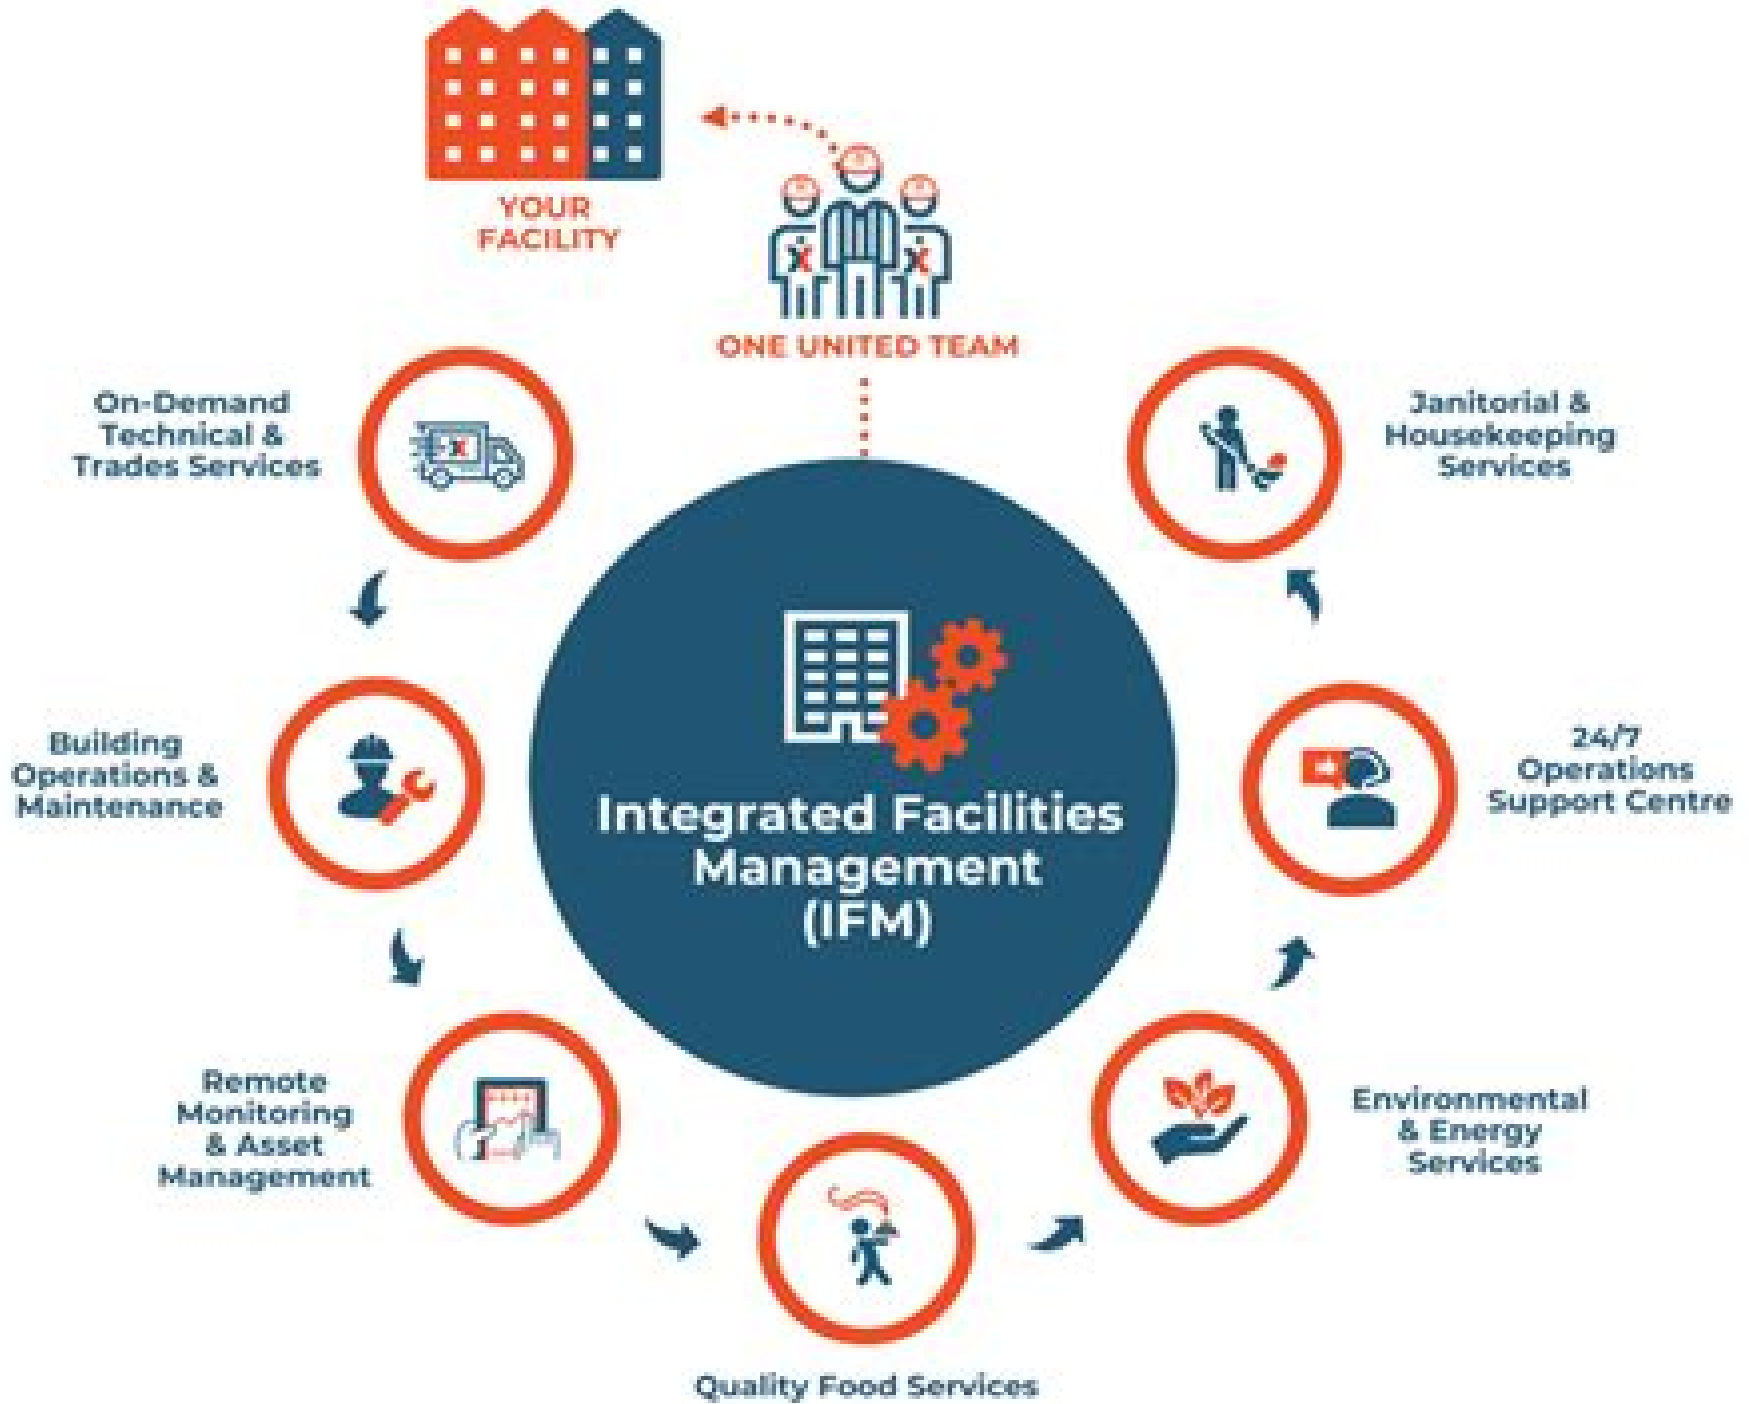 YOUR
FACILITY
ONE UNITED TEAM
On-Demand
Technical &
Trades Services
Building
Operations &
Maintenance
Remote
Monitoring
& Asset
Management
Quality Food Services
Environmental
& Energy
Services
24/7
Operations
Support Centre
Janitorial &
Housekeeping
Services
Integrated Facilities
Management
(IFM)